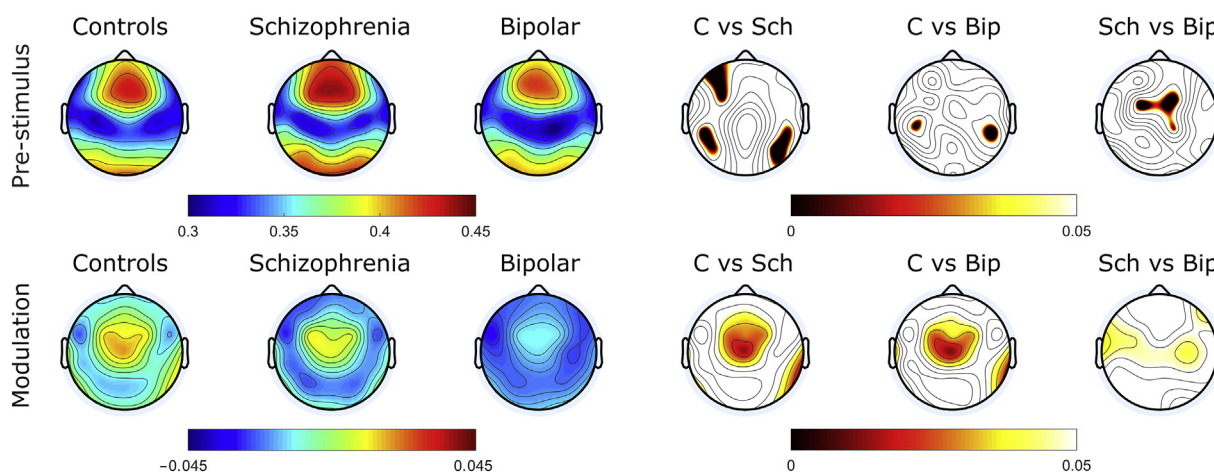 Controls Schizophrenia Bipolar C vs Sch C vs Bip Sch vs Bip
Pre-stimulus
0.3 0.35 0.4 0.45 0 0.05
Controls Schizophrenia Bipolar C vs Sch C vs Bip Sch vs Bip
Modulation
−0.045 0.045 0 0.05